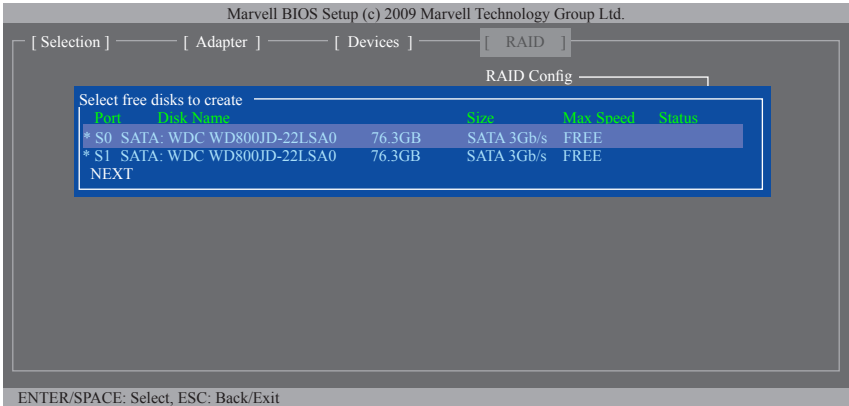 Marvell BIOS Setup (c) 2009 Marvell Technology Group Ltd.
[ Selection ] [ Adapter ] [ Devices ] [ RAID ]
RAID Config
Select free disks to create
Port Disk Name Size Max Speed Status
* S0 SATA: WDC WD800JD-22LSA0 76.3GB SATA 3Gb/s FREE
* S1 SATA: WDC WD800JD-22LSA0 76.3GB SATA 3Gb/s FREE
NEXT
ENTER/SPACE: Select, ESC: Back/Exit